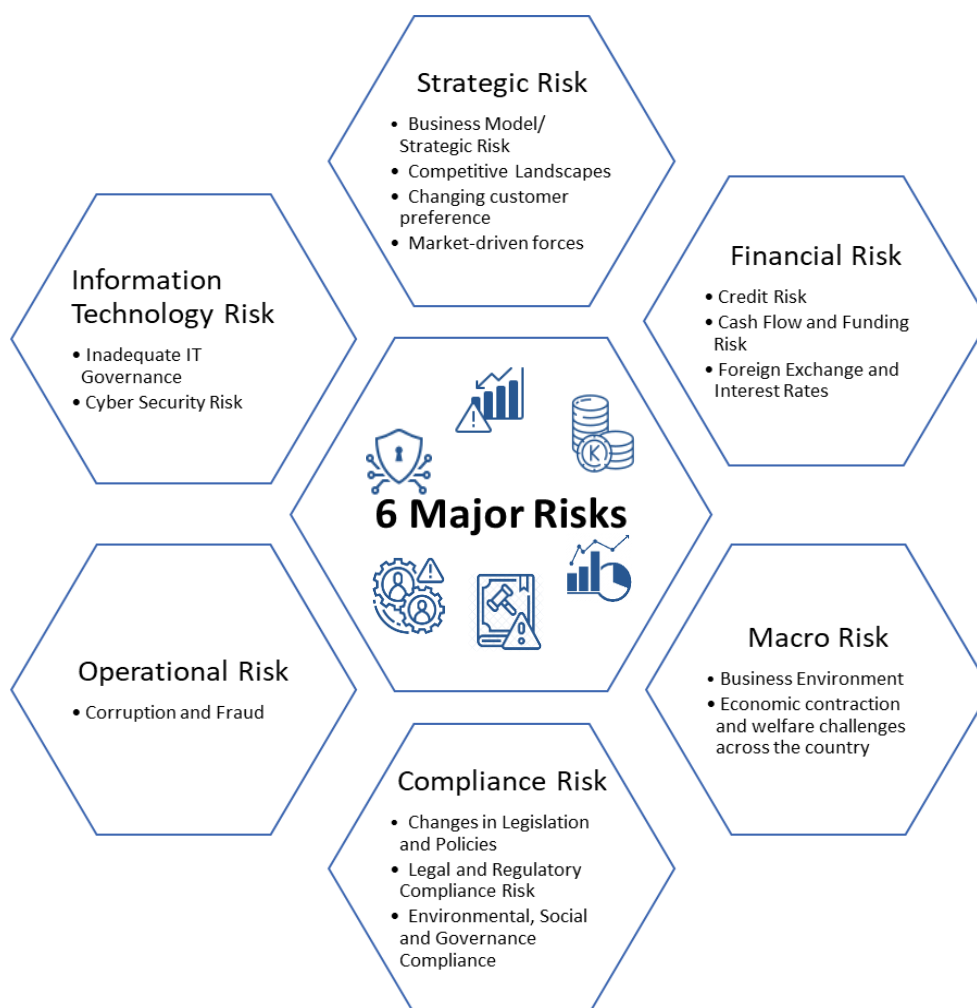 Strategic Risk
• Business Model/
Strategic Risk
• Competitive Landscapes
• Changing customer
preference
• Market-driven forces
Financial Risk
• Credit Risk
• Cash Flow and Funding
Risk
• Foreign Exchange and
Interest Rates
Information
Technology Risk
• Inadequate IT
Governance
• Cyber Security Risk
K
6 Major Risks
Operational Risk
• Corruption and Fraud
Macro Risk
• Business Environment
• Economic contraction
and welfare challenges
across the country
Compliance Risk
• Changes in Legislation
and Policies
• Legal and Regulatory
Compliance Risk
• Environmental, Social
and Governance
Compliance